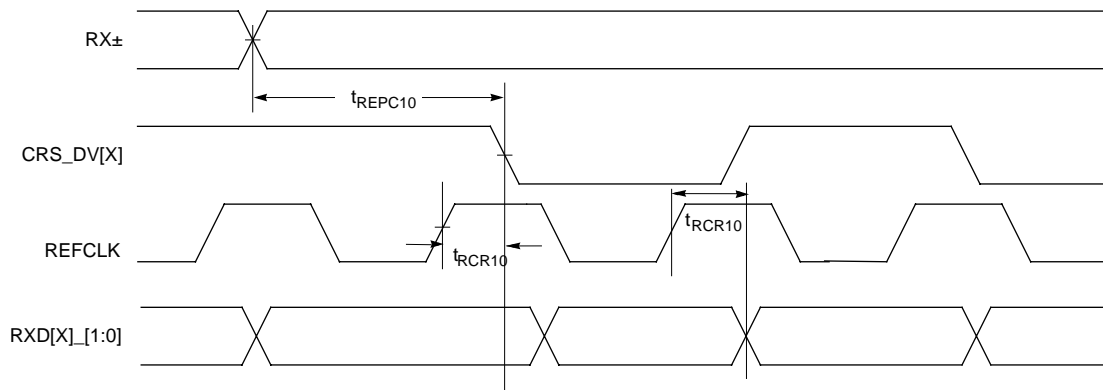 RX±
tREPC10
CRS_DV[X]
tRCR10
REFCLK
tRCR10
RXD[X]_[1:0]